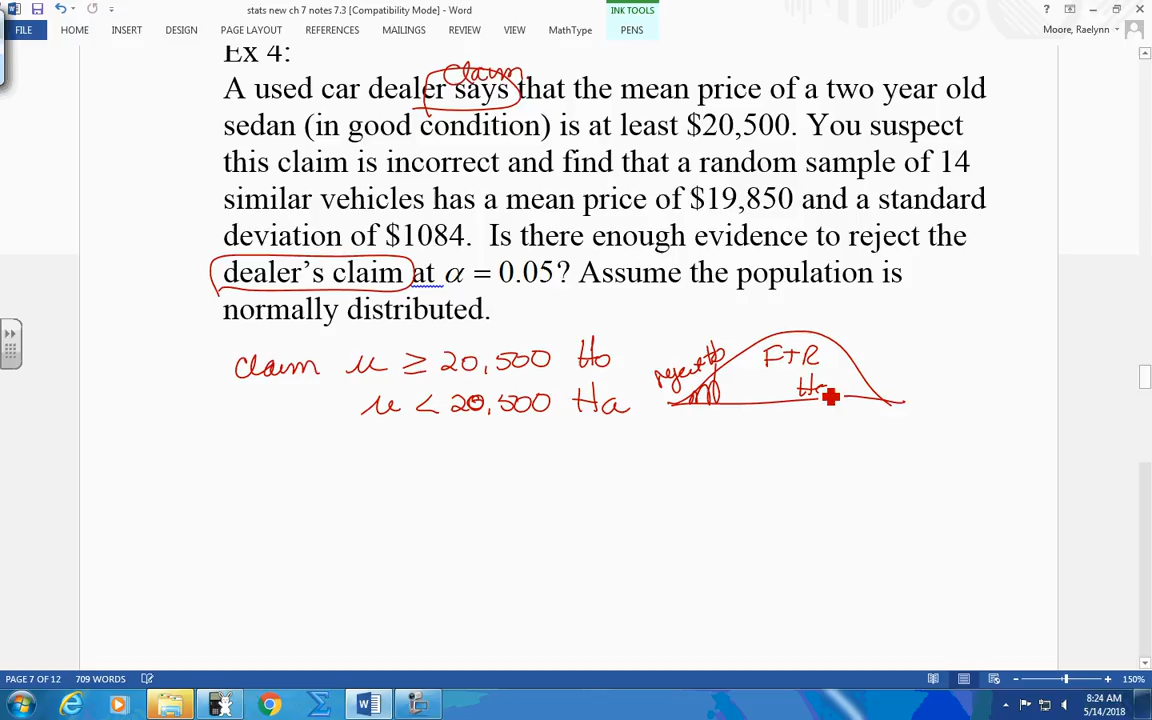 stats new ch 7 notes 7.3 [Compatibility Mode] - Word
INK TOOLS
FILE HOME INSERT DESIGN PAGE LAYOUT REFERENCES MAILINGS REVIEW VIEW MathType PENS
Moore, Raelynn
Ex 4:
claim
A used car dealer says that the mean price of a two year old
sedan (in good condition) is at least $20,500. You suspect
this claim is incorrect and find that a random sample of 14
similar vehicles has a mean price of $19,850 and a standard
deviation of $1084. Is there enough evidence to reject the
dealer's claim at α = 0.05? Assume the population is
normally distributed.
claim μ ≥ 20,500 Ho
μ < 20,500 Ha
reject Ho
F+R
PAGE 7 OF 12 709 WORDS
150%
8:24 AM
5/14/2018